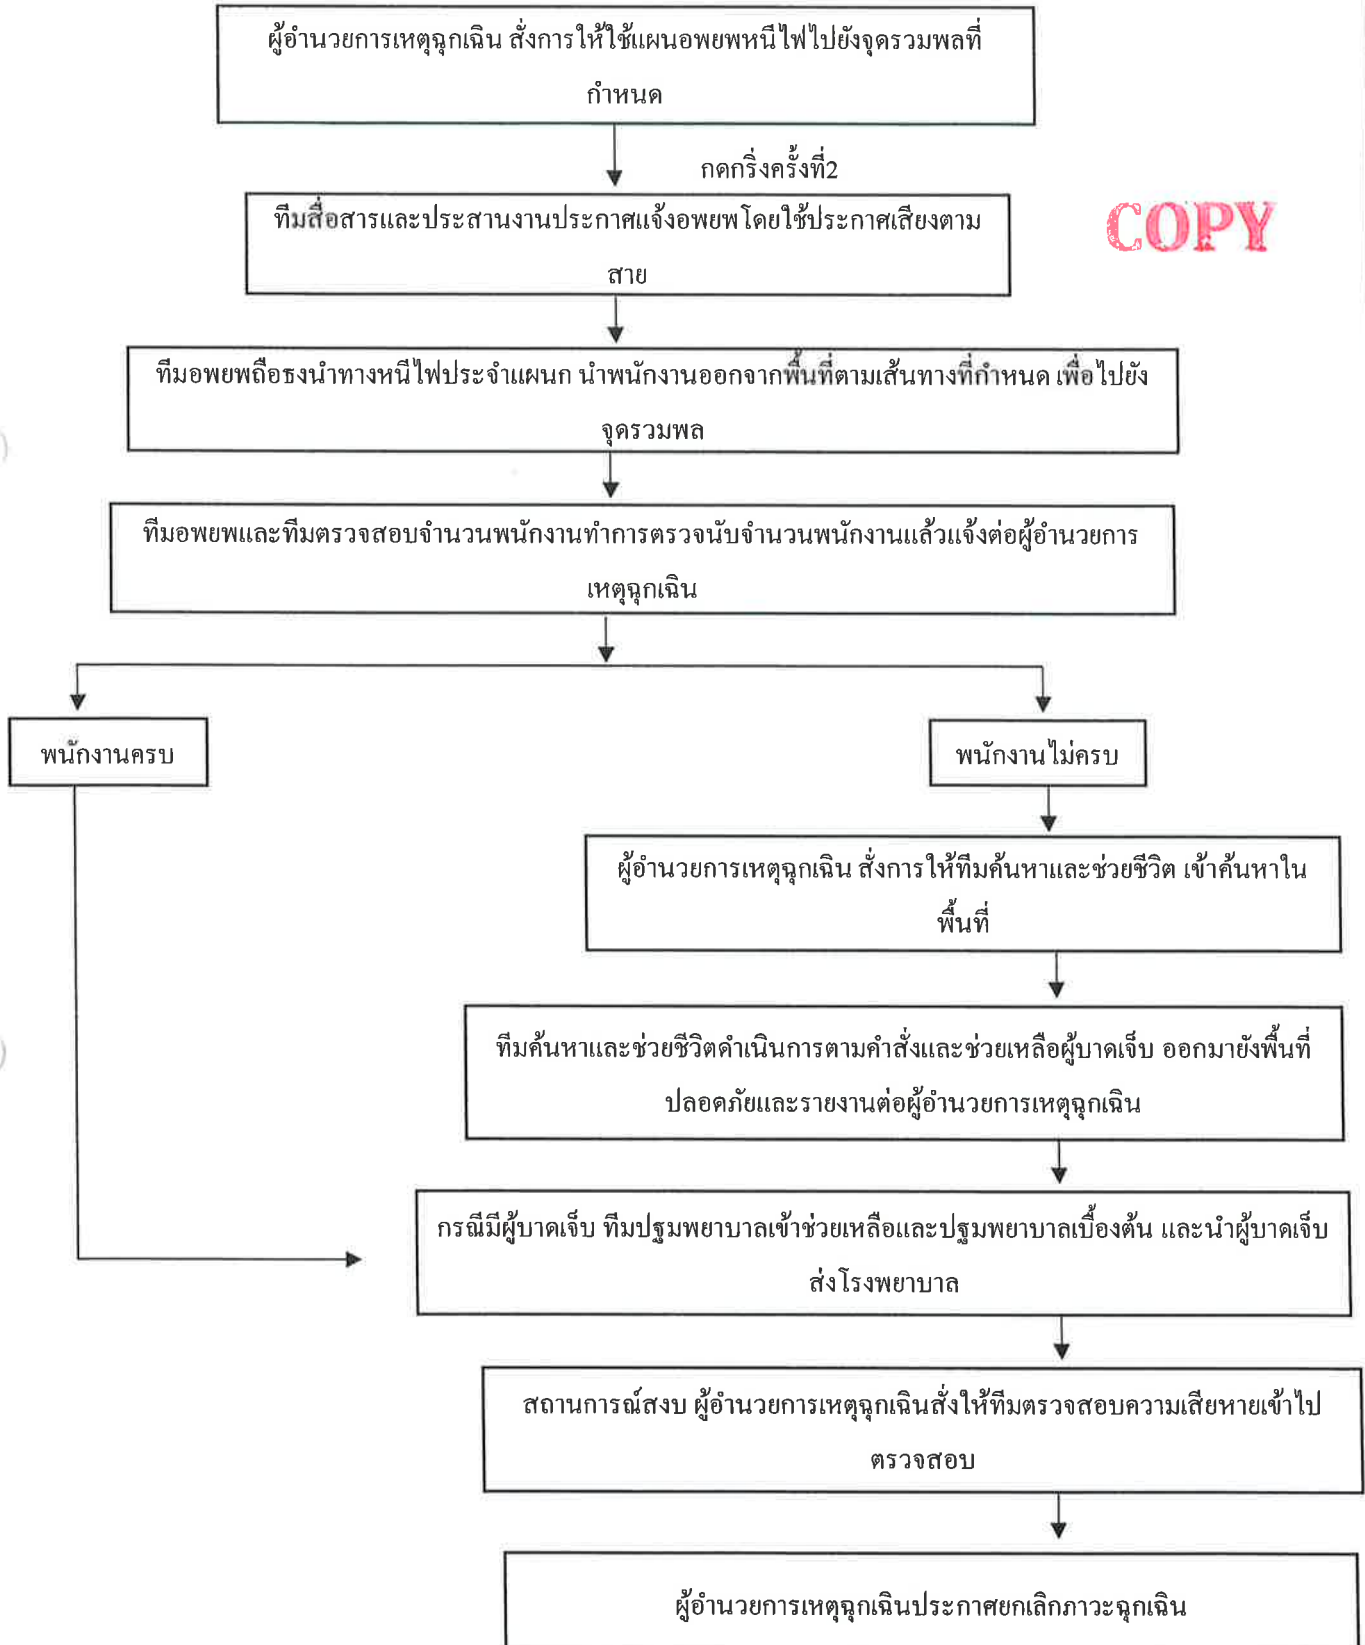 ผู้อำนวยการเหตุฉุกเฉิน สั่งการให้ใช้แผนอพยพหนีไฟไปยังจุดรวมพลที่
กำหนด
กดกริ่งครั้งที่2
ทีมสื่อสารและประสานงานประกาศแจ้งอพยพโดยใช้ประกาศเสียงตาม
สาย
COPY
ทีมอพยพถือธงนำทางหนีไฟประจำแผนก นำพนักงานออกจากพื้นที่ตามเส้นทางที่กำหนด เพื่อไปยัง
จุดรวมพล
ทีมอพยพและทีมตรวจสอบจำนวนพนักงานทำการตรวจนับจำนวนพนักงานแล้วแจ้งต่อผู้อำนวยการ
เหตุฉุกเฉิน
พนักงานครบ
พนักงานไม่ครบ
ผู้อำนวยการเหตุฉุกเฉิน สั่งการให้ทีมค้นหาและช่วยชีวิต เข้าค้นหาใน
พื้นที่
ทีมค้นหาและช่วยชีวิตดำเนินการตามคำสั่งและช่วยเหลือผู้บาดเจ็บ ออกมายังพื้นที่
ปลอดภัยและรายงานต่อผู้อำนวยการเหตุฉุกเฉิน
กรณีมีผู้บาดเจ็บ ทีมปฐมพยาบาลเข้าช่วยเหลือและปฐมพยาบาลเบื้องต้น และนำผู้บาดเจ็บ
ส่งโรงพยาบาล
สถานการณ์สงบ ผู้อำนวยการเหตุฉุกเฉินสั่งให้ทีมตรวจสอบความเสียหายเข้าไป
ตรวจสอบ
ผู้อำนวยการเหตุฉุกเฉินประกาศยกเลิกภาวะฉุกเฉิน